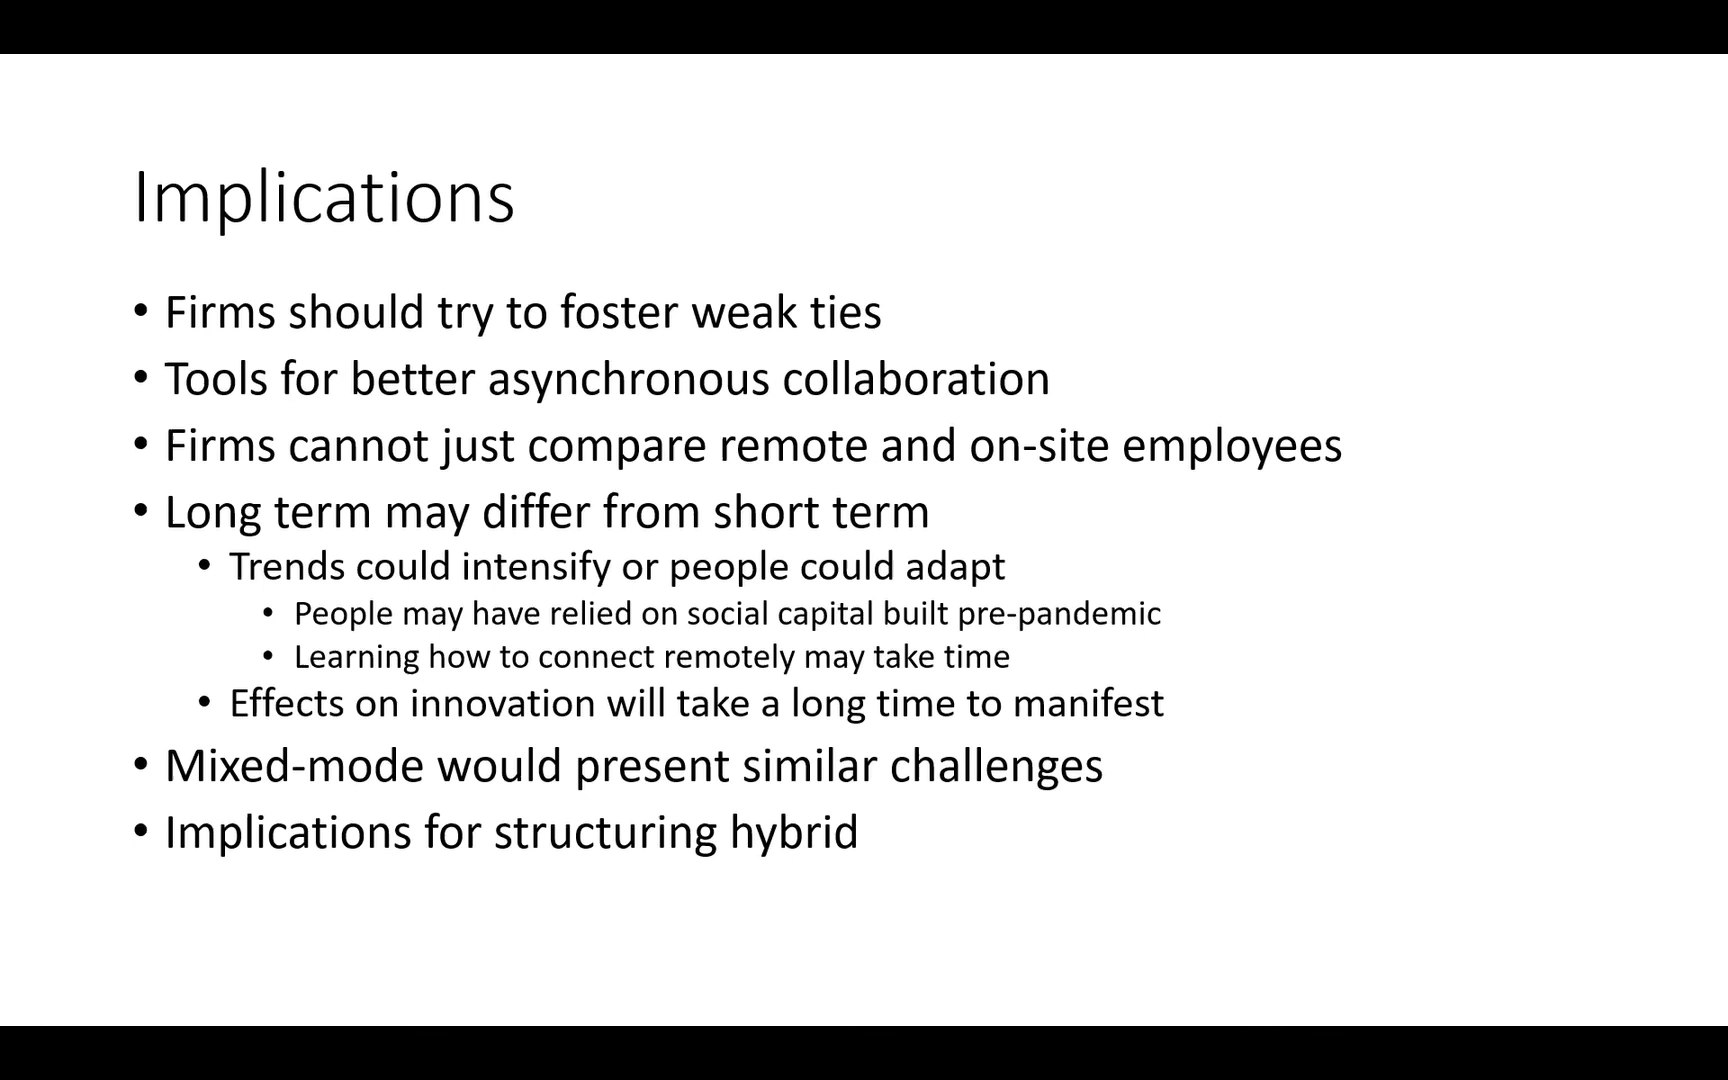 Implications
• Firms should try to foster weak ties
• Tools for better asynchronous collaboration
• Firms cannot just compare remote and on-site employees
• Long term may differ from short term
• Trends could intensify or people could adapt
• People may have relied on social capital built pre-pandemic
• Learning how to connect remotely may take time
• Effects on innovation will take a long time to manifest
• Mixed-mode would present similar challenges
• Implications for structuring hybrid